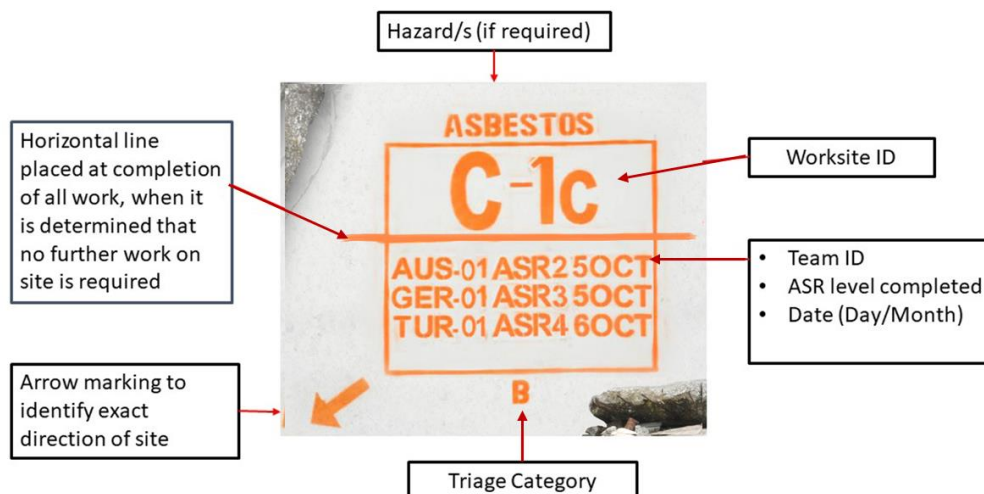 Hazard/s (if required)
Horizontal line
placed at completion
of all work, when it
is determined that
no further work on
site is required
ASBESTOS
C-1c
Worksite ID
AUS-01 ASR2 5OCT
GER-01 ASR3 5OCT
TUR-01 ASR4 6OCT
• Team ID
• ASR level completed
• Date (Day/Month)
Arrow marking to
identify exact
direction of site
B
Triage Category